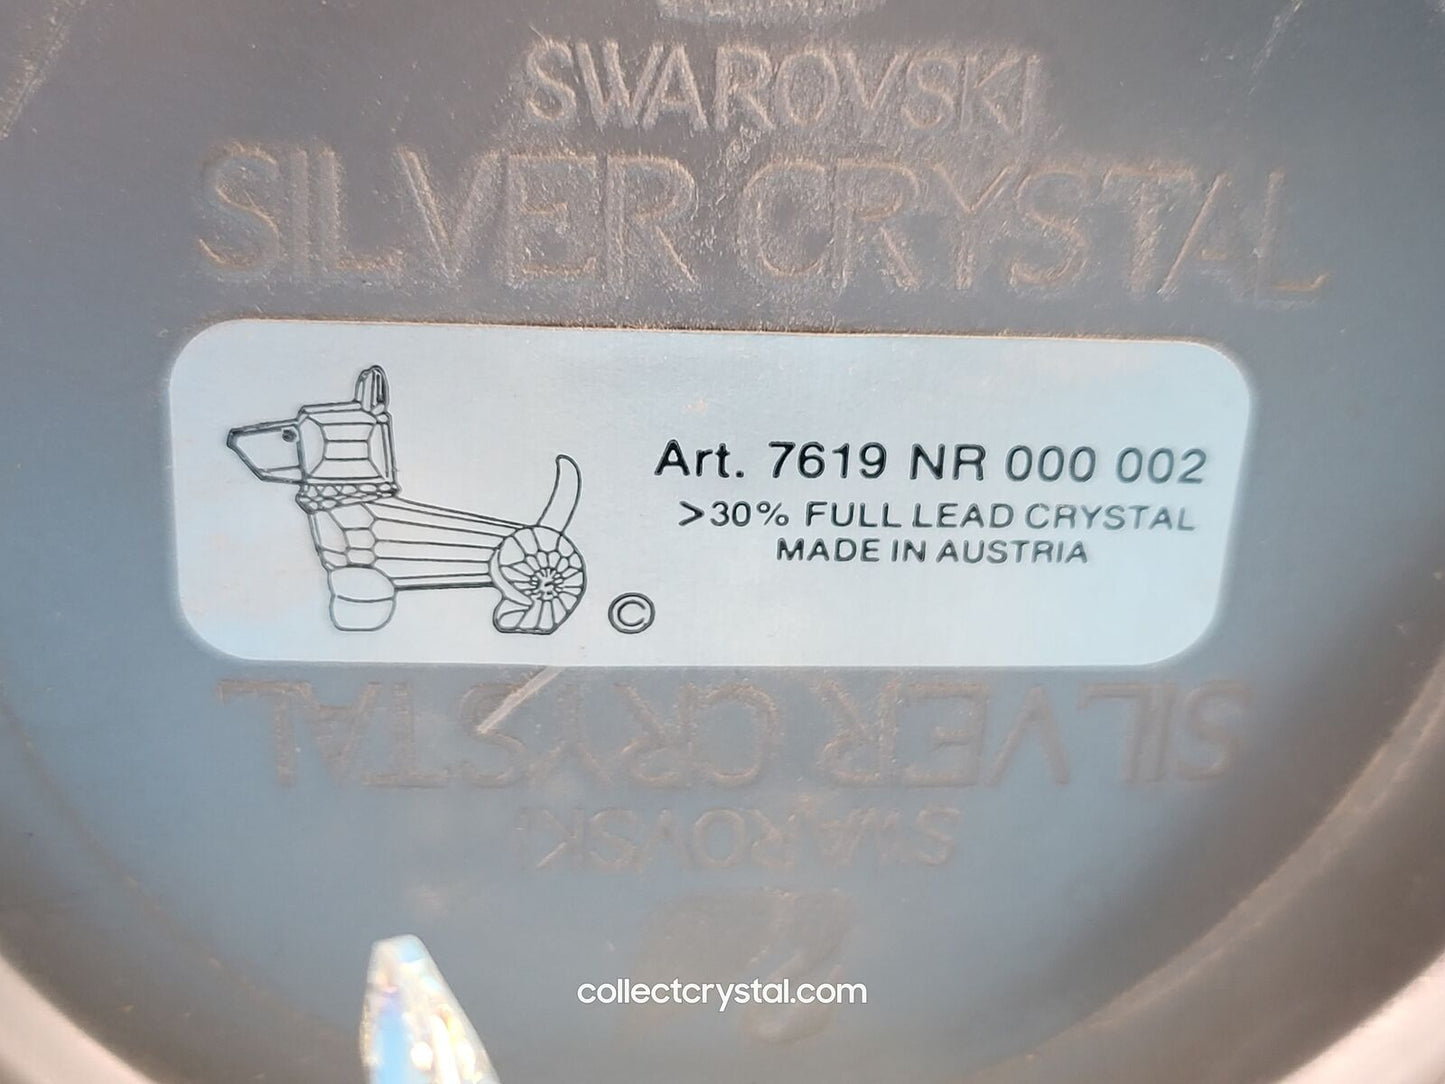 SWAROVSKI
SILVER CRYSTAL
Art. 7619 NR 000 002
>30% FULL LEAD CRYSTAL
MADE IN AUSTRIA
©
SILVER CRYSTAL
SWAROVSKI
collectcrystal.com